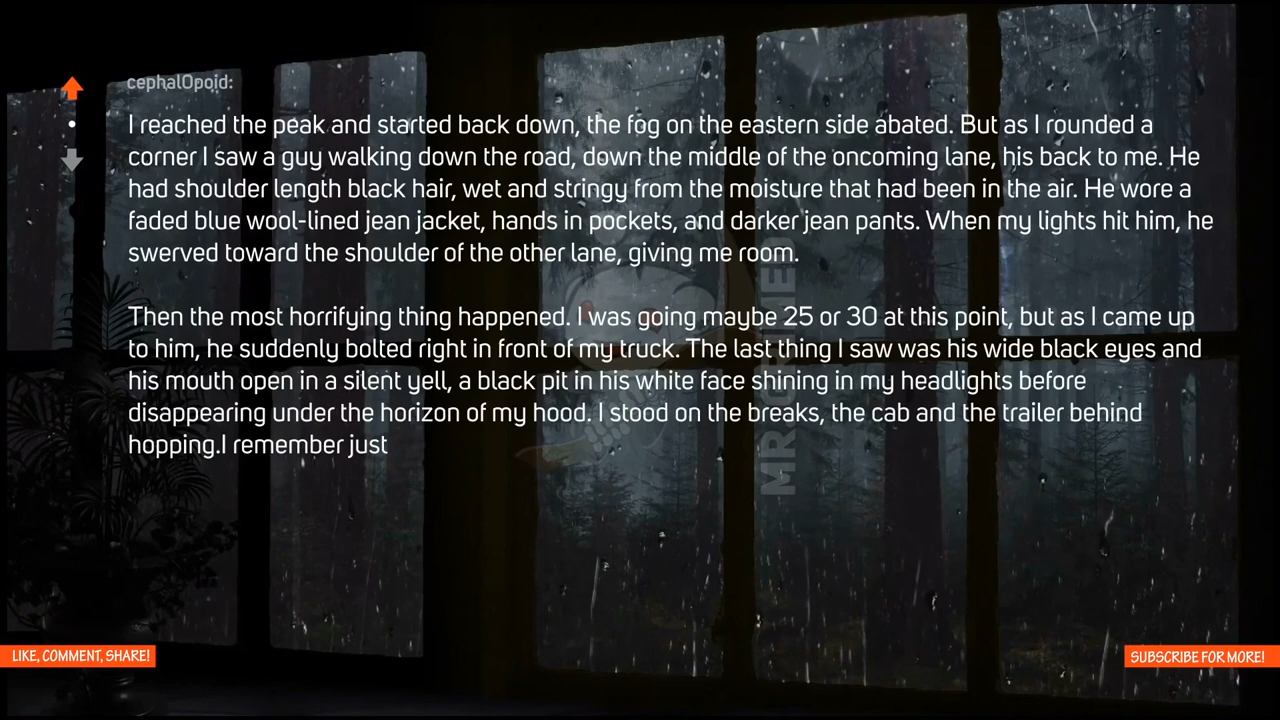 cephalOpoid:
I reached the peak and started back down, the fog on the eastern side abated. But as I rounded a
corner I saw a guy walking down the road, down the middle of the oncoming lane, his back to me. He
had shoulder length black hair, wet and stringy from the moisture that had been in the air. He wore a
faded blue wool-lined jean jacket, hands in pockets, and darker jean pants. When my lights hit him, he
swerved toward the shoulder of the other lane, giving me room.
Then the most horrifying thing happened. I was going maybe 25 or 30 at this point, but as I came up
to him, he suddenly bolted right in front of my truck. The last thing I saw was his wide black eyes and
his mouth open in a silent yell, a black pit in his white face shining in my headlights before
disappearing under the horizon of my hood. I stood on the breaks, the cab and the trailer behind
hopping.I remember just
LIKE, COMMENT, SHARE!
SUBSCRIBE FOR MORE!